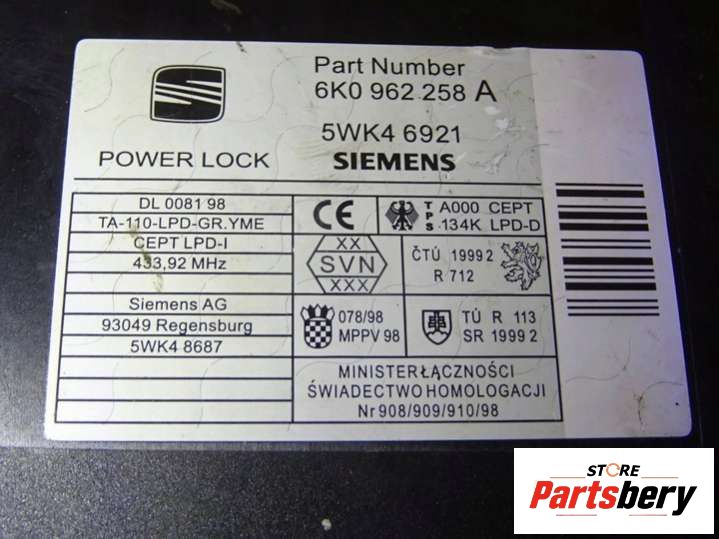 Part Number
6K0 962 258 A
5WK4 6921
POWER LOCK SIEMENS
DL 0081 98
TA-110-LPD-GR.YME
CEPT LPD-I
433,92 MHz
Siemens AG
93049 Regensburg
5WK4 8687
CE
T P S
A000 CEPT
134K LPD-D
XX
SVN
XXX
ČTÚ 1999 2
R 712
078/98
MPPV 98
TÚ R 113
SR 1999 2
MINISTER ŁĄCZNOŚCI
ŚWIADECTWO HOMOLOGACJI
Nr 908/909/910/98
STORE
Partsbery